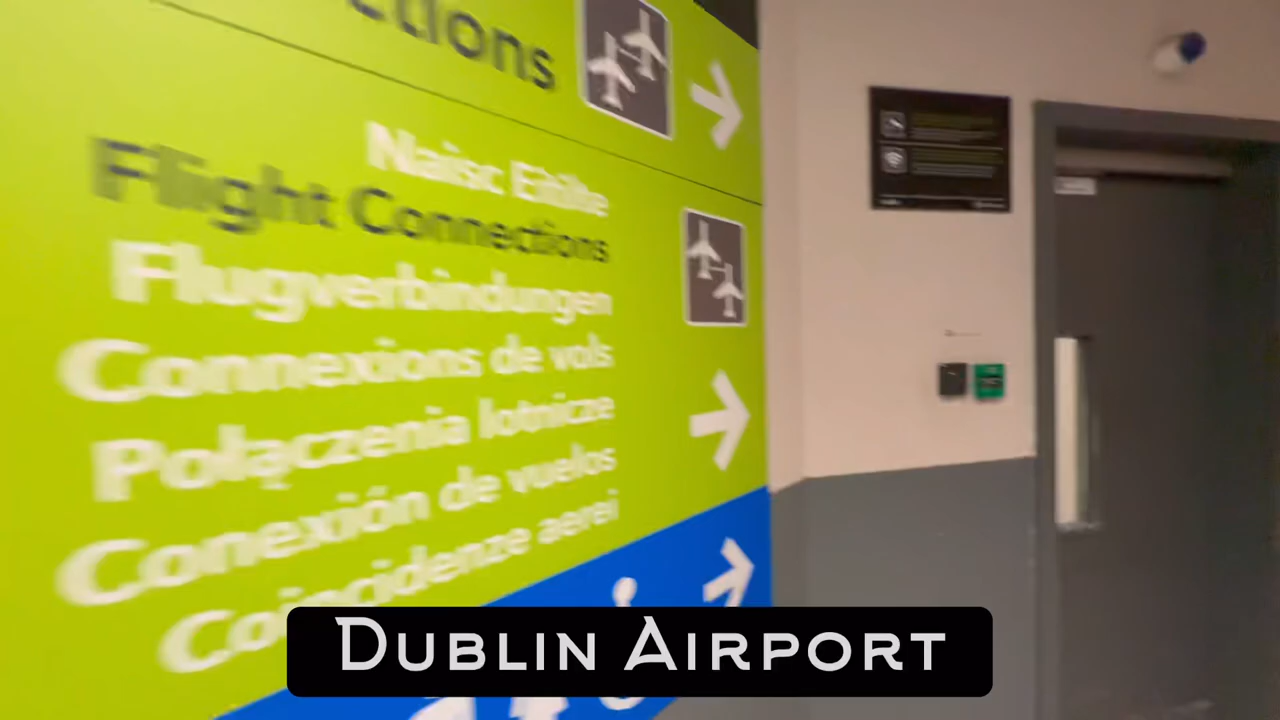 Naisc Eitilte
Flight Connections
Flugverbindungen
Connexions de vols
Połączenia lotnicze
Conexión de vuelos
Coincidenze aerei
DUBLIN AIRPORT